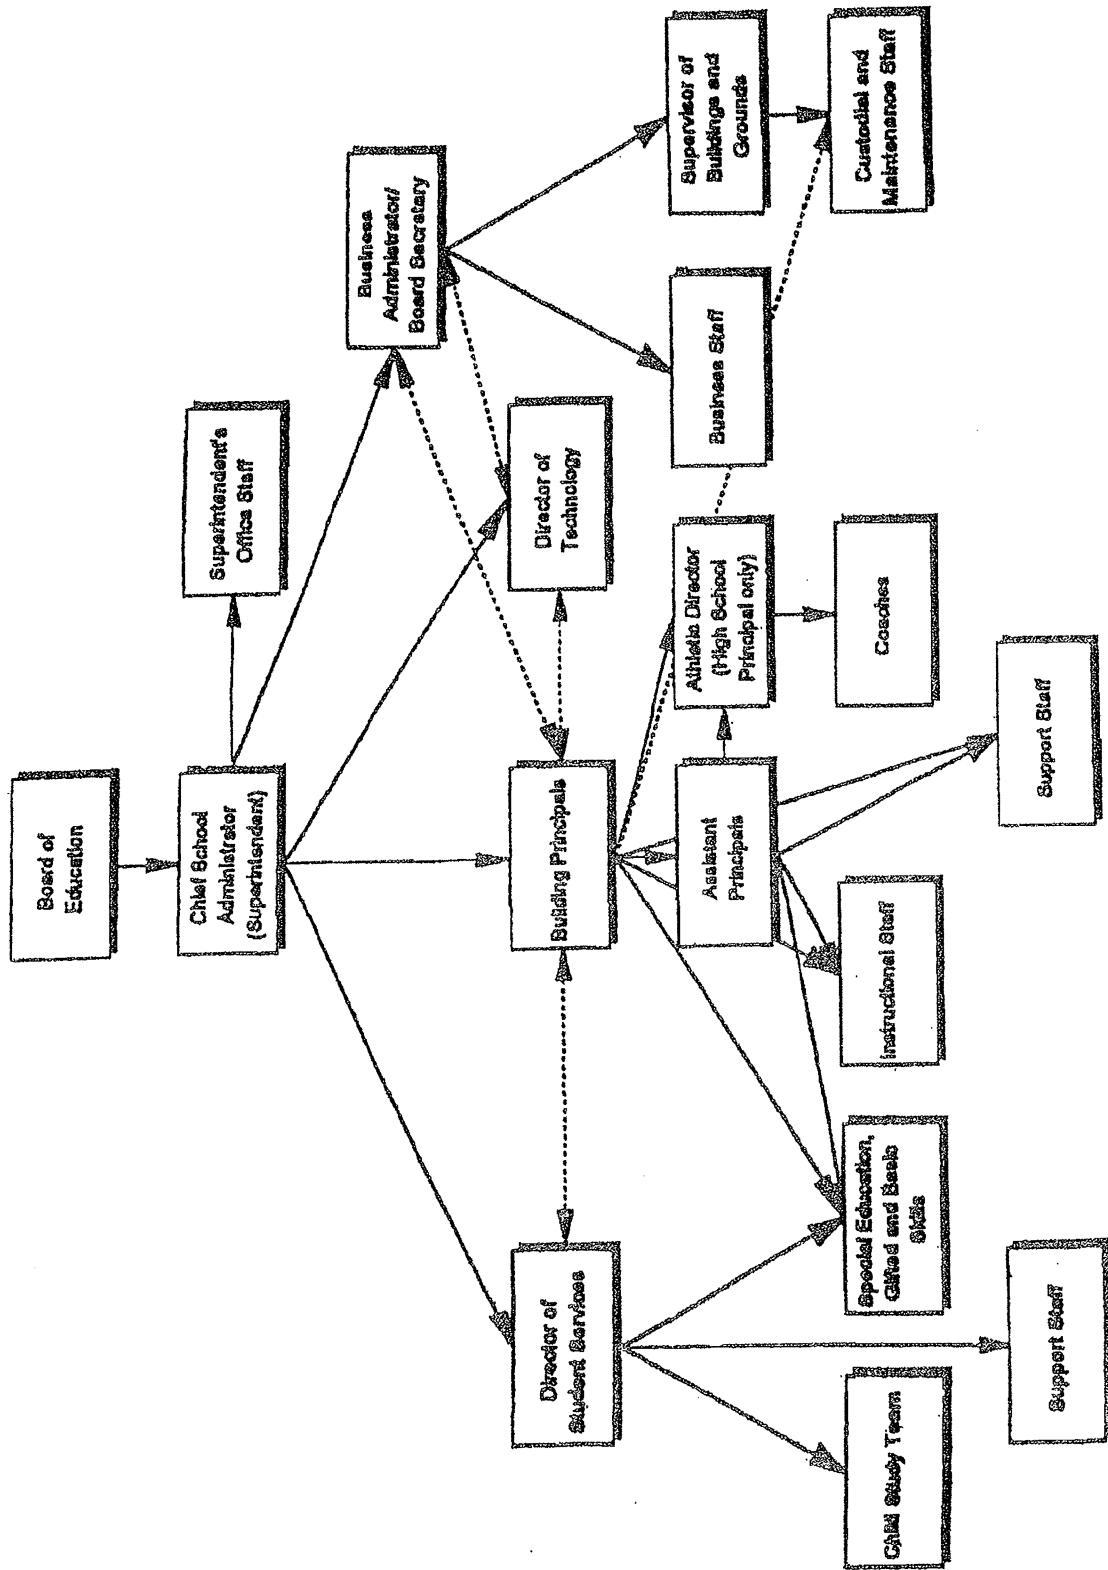 Board of
Education
Chief School
Administrator
(Superintendent)
Superintendent's
Office Staff
Business
Administrator/
Board Secretary
Director of
Student Services
Building Principals
Director of
Technology
Assistant
Principals
Athletic Director
(High School
Principal only)
Business Staff
Supervisor of
Buildings and
Grounds
Child Study Team
Special Education,
Gifted and Basic
Skills
Instructional Staff
Coaches
Custodial and
Maintenence Staff
Support Staff
Support Staff